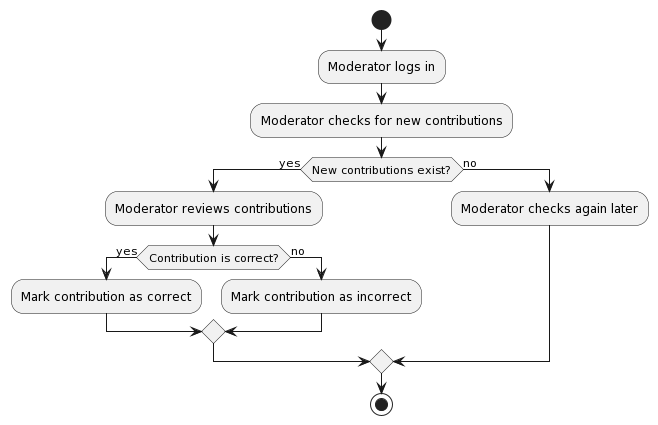 Moderator logs in
Moderator checks for new contributions
yes
New contributions exist?
no
Moderator reviews contributions
Moderator checks again later
yes
Contribution is correct?
no
Mark contribution as correct
Mark contribution as incorrect